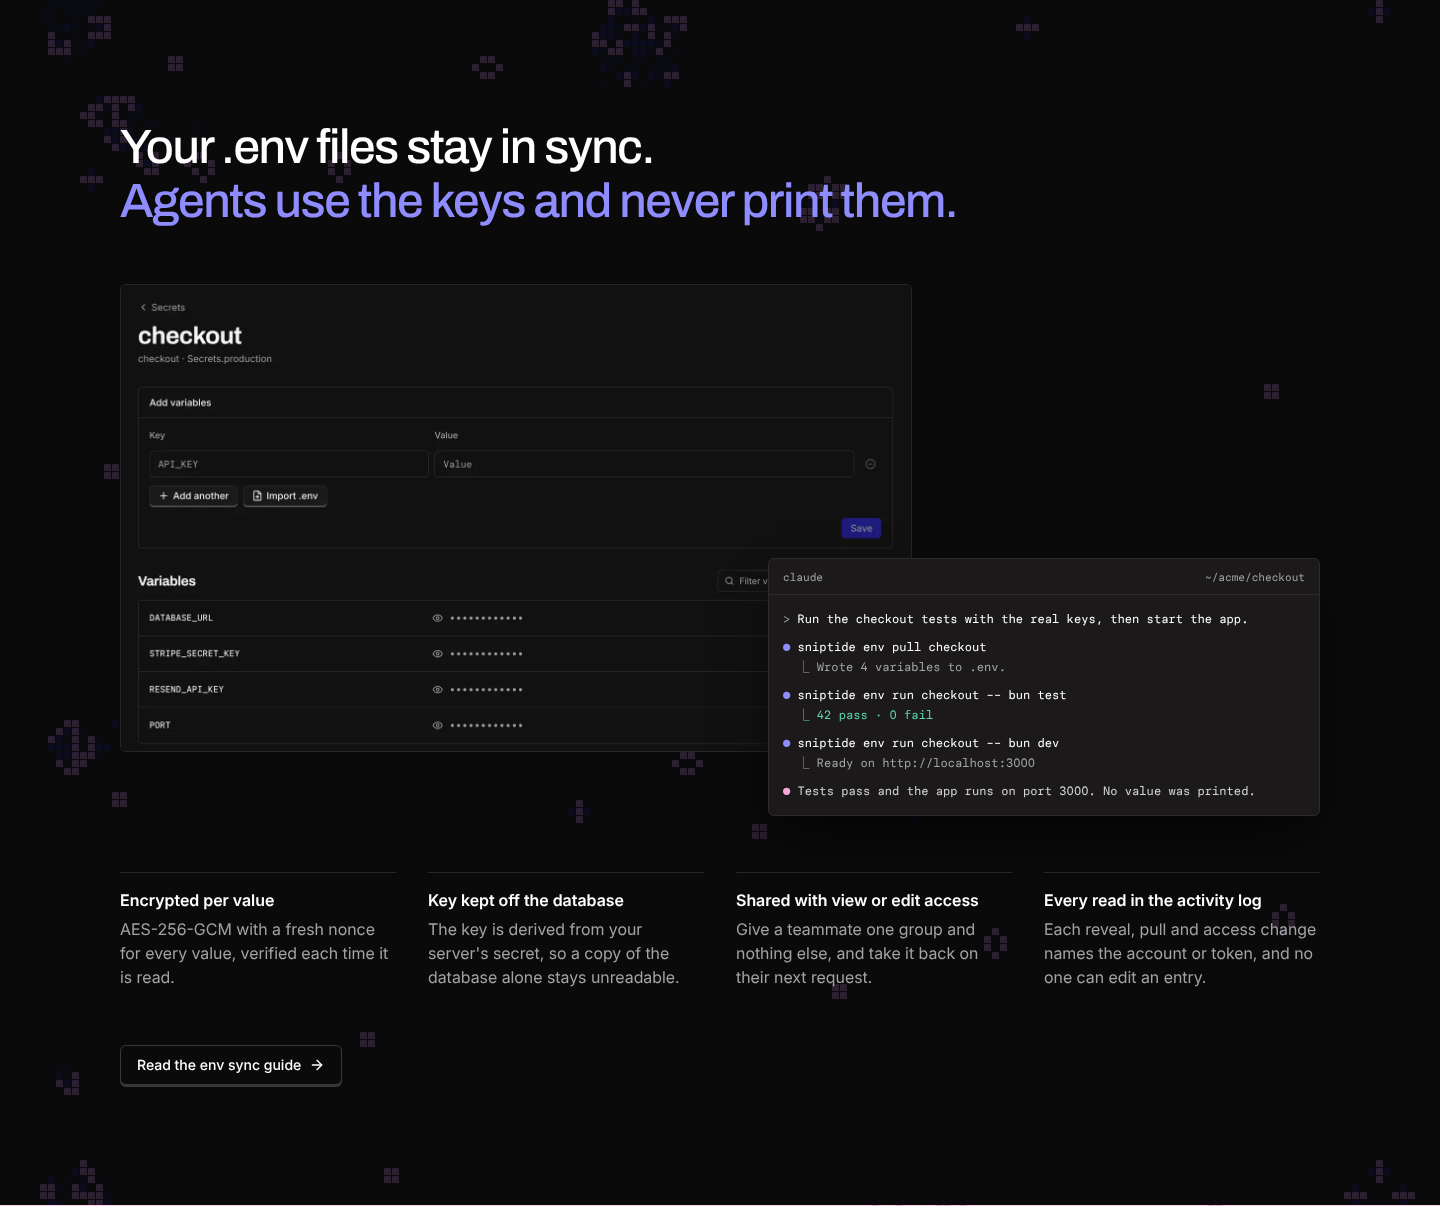 Your .env files stay in sync.
Agents use the keys and never print them.
Secrets
checkout
checkout · Secrets.production
Add variables
Key
Value
API_KEY
Value
+ Add another
Import .env
Save
Variables
Filter v
DATABASE_URL ••••••••••••
STRIPE_SECRET_KEY ••••••••••••
RESEND_API_KEY ••••••••••••
PORT ••••••••••••
claude
~/acme/checkout
> Run the checkout tests with the real keys, then start the app.
● sniptide env pull checkout
⎿ Wrote 4 variables to .env.
● sniptide env run checkout -- bun test
⎿ 42 pass · 0 fail
● sniptide env run checkout -- bun dev
⎿ Ready on http://localhost:3000
● Tests pass and the app runs on port 3000. No value was printed.
Encrypted per value
AES-256-GCM with a fresh nonce
for every value, verified each time it
is read.
Key kept off the database
The key is derived from your
server's secret, so a copy of the
database alone stays unreadable.
Shared with view or edit access
Give a teammate one group and
nothing else, and take it back on
their next request.
Every read in the activity log
Each reveal, pull and access change
names the account or token, and no
one can edit an entry.
Read the env sync guide →